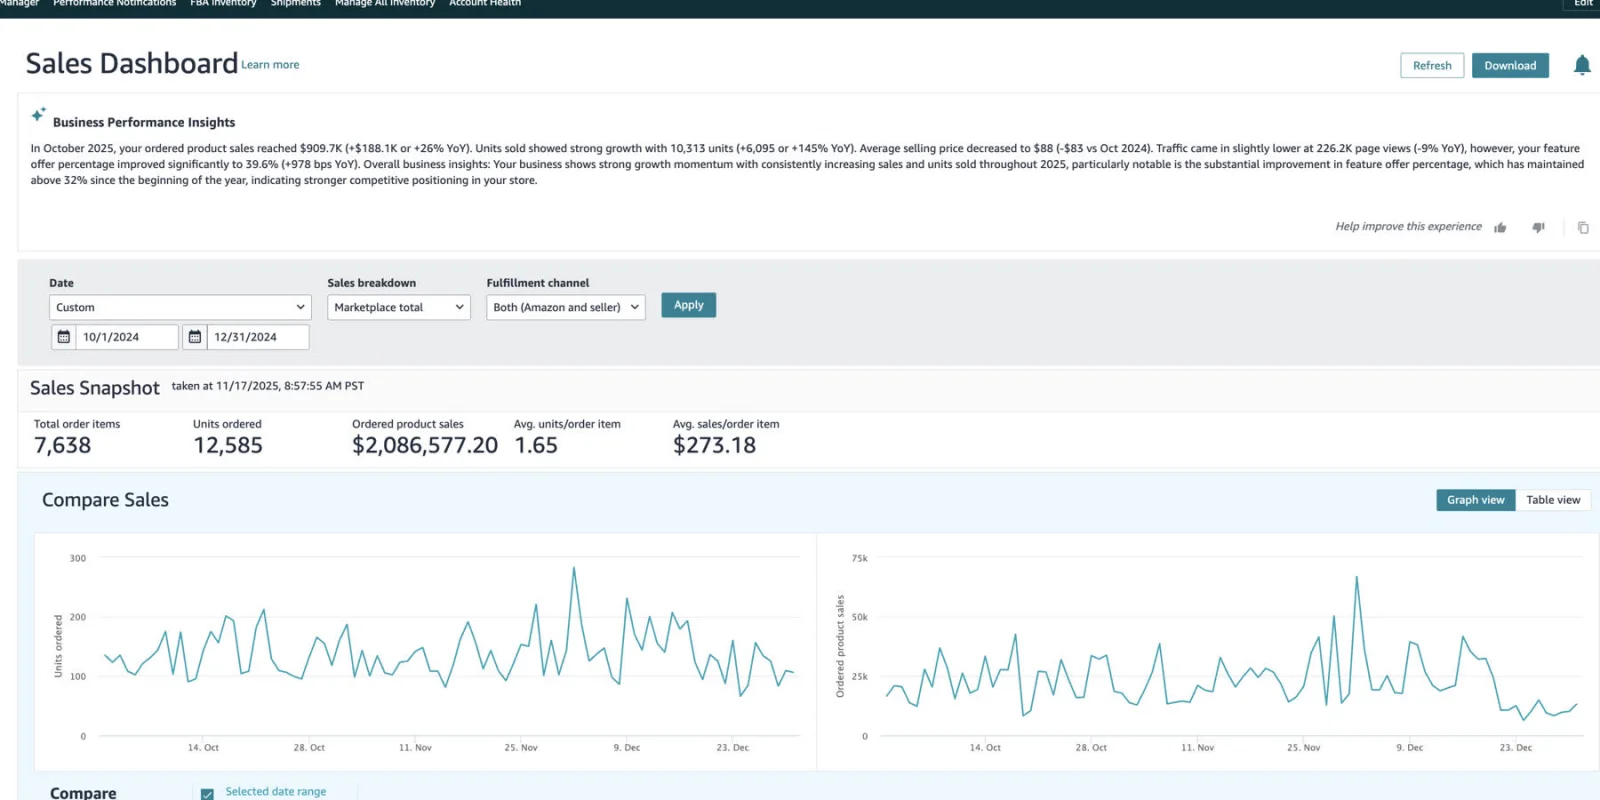 Manager Performance Notifications FBA Inventory Shipments Manage All Inventory Account Health Edit
Sales Dashboard Learn more
Refresh Download
Business Performance Insights
In October 2025, your ordered product sales reached $909.7K (+$188.1K or +26% YoY). Units sold showed strong growth with 10,313 units (+6,095 or +145% YoY). Average selling price decreased to $88 (-$83 vs Oct 2024). Traffic came in slightly lower at 226.2K page views (-9% YoY), however, your feature
offer percentage improved significantly to 39.6% (+978 bps YoY). Overall business insights: Your business shows strong growth momentum with consistently increasing sales and units sold throughout 2025, particularly notable is the substantial improvement in feature offer percentage, which has maintained
above 32% since the beginning of the year, indicating stronger competitive positioning in your store.
Help improve this experience
Date Sales breakdown Fulfillment channel
Custom Marketplace total Both (Amazon and seller) Apply
10/1/2024 12/31/2024
Sales Snapshot taken at 11/17/2025, 8:57:55 AM PST
Total order items Units ordered Ordered product sales Avg. units/order item Avg. sales/order item
7,638 12,585 $2,086,577.20 1.65 $273.18
Compare Sales
Graph view Table view
Units ordered
300
200
100
0
14. Oct 28. Oct 11. Nov 25. Nov 9. Dec 23. Dec
Ordered product sales
75k
50k
25k
0
14. Oct 28. Oct 11. Nov 25. Nov 9. Dec 23. Dec
Compare Selected date range